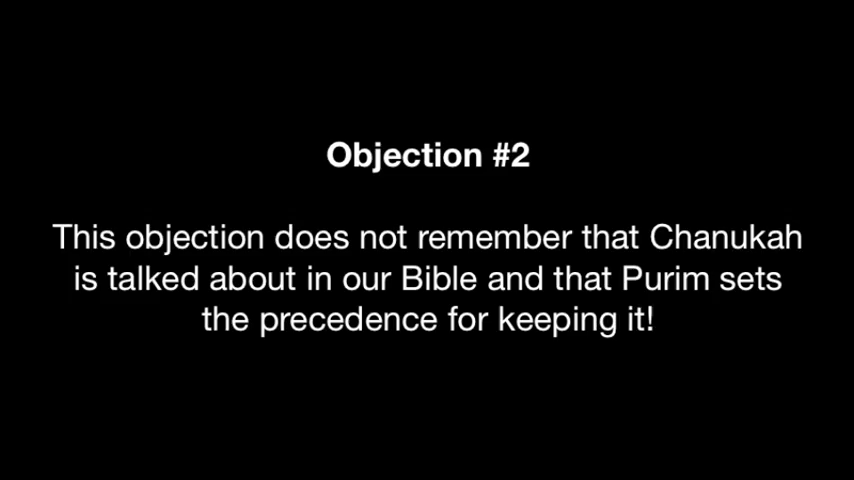 Objection #2
This objection does not remember that Chanukah
is talked about in our Bible and that Purim sets
the precedence for keeping it!